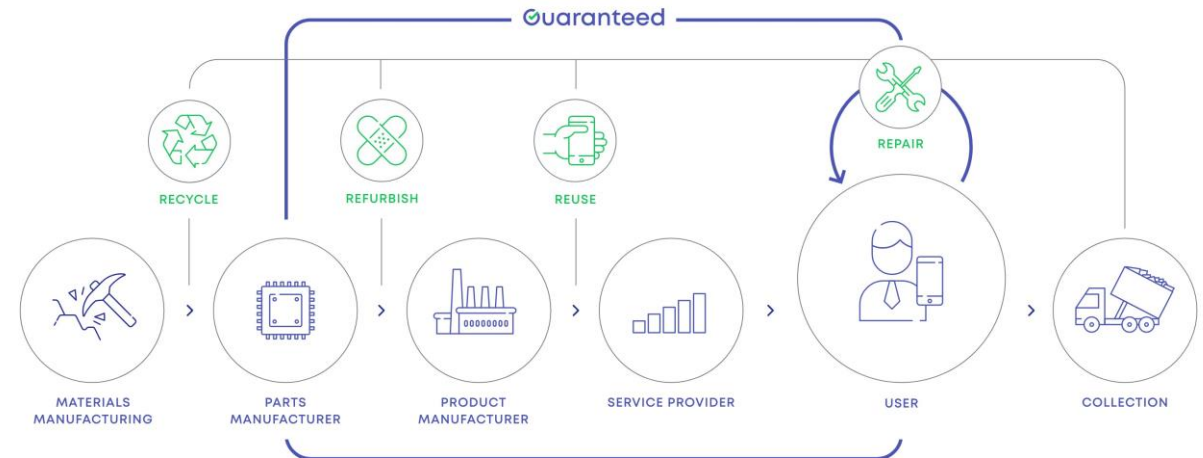 Guaranteed
REPAIR
RECYCLE
REFURBISH
REUSE
MATERIALS
MANUFACTURING
PARTS
MANUFACTURER
PRODUCT
MANUFACTURER
SERVICE PROVIDER
USER
COLLECTION